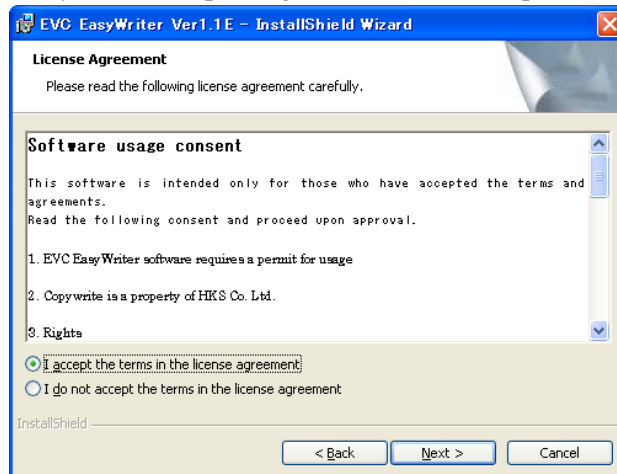 EVC EasyWriter Ver1.1E - InstallShield Wizard
License Agreement
Please read the following license agreement carefully.
Software usage consent
This software is intended only for those who have accepted the terms and
agreements.
Read the following consent and proceed upon approval.
1. EVC EasyWriter software requires a permit for usage
2. Copywrite is a property of HKS Co. Ltd.
3. Rights
I accept the terms in the license agreement
I do not accept the terms in the license agreement
InstallShield
< Back Next > Cancel